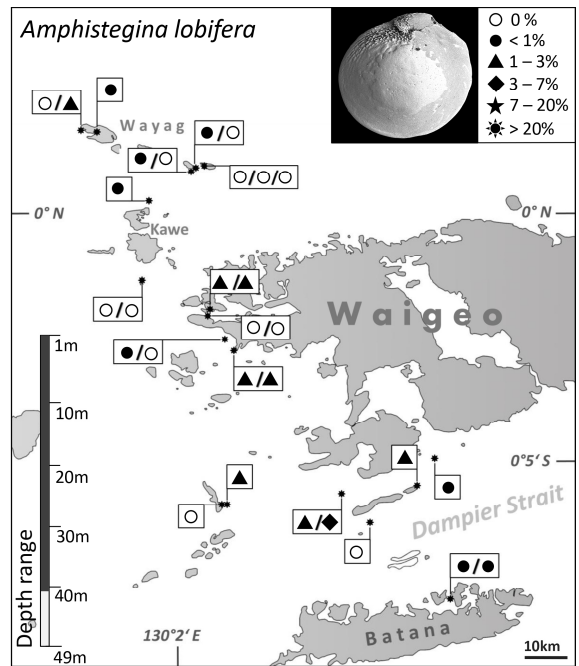 Amphistegina lobifera
0 %
< 1%
1 – 3%
3 – 7%
7 – 20%
> 20%
Wayag
0° N
0° N
Kawe
Waigeo
1m
10m
20m
30m
40m
49m
Depth range
0°5‘ S
Dampier Strait
130°2‘ E
Batana
10km